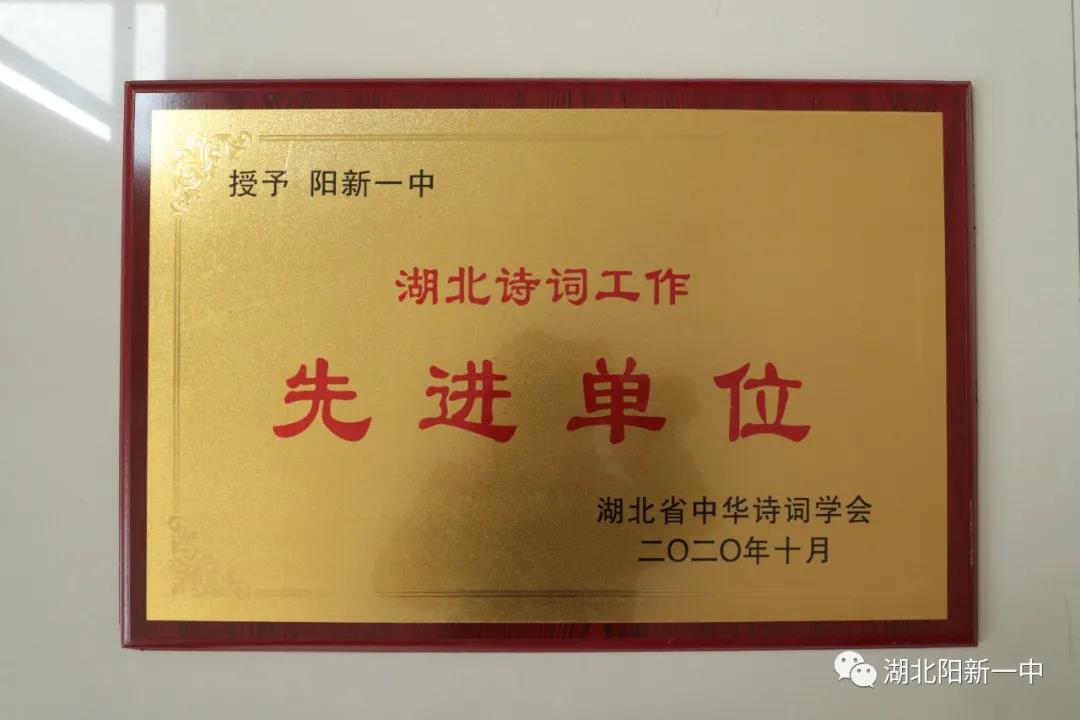 授予 阳新一中
湖北诗词工作
先进单位
湖北省中华诗词学会
二〇二〇年十月
湖北阳新一中